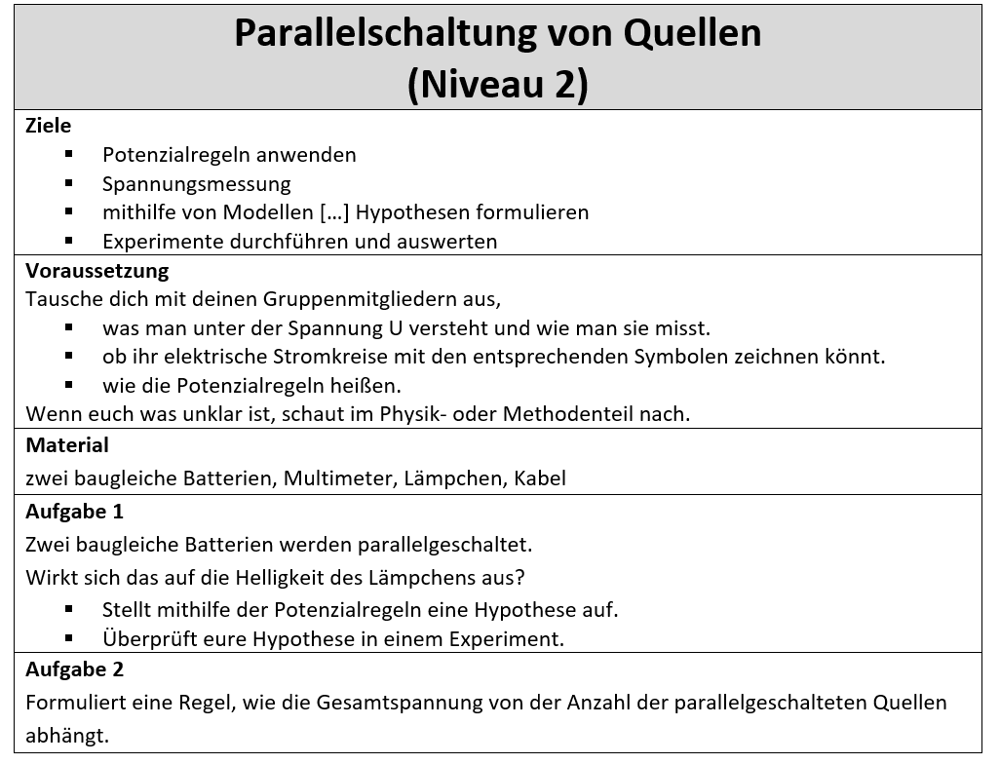 Parallelschaltung von Quellen
(Niveau 2)
Ziele
▪ Potenzialregeln anwenden
▪ Spannungsmessung
▪ mithilfe von Modellen […] Hypothesen formulieren
▪ Experimente durchführen und auswerten
Voraussetzung
Tausche dich mit deinen Gruppenmitgliedern aus,
▪ was man unter der Spannung U versteht und wie man sie misst.
▪ ob ihr elektrische Stromkreise mit den entsprechenden Symbolen zeichnen könnt.
▪ wie die Potenzialregeln heißen.
Wenn euch was unklar ist, schaut im Physik- oder Methodenteil nach.
Material
zwei baugleiche Batterien, Multimeter, Lämpchen, Kabel
Aufgabe 1
Zwei baugleiche Batterien werden parallelgeschaltet.
Wirkt sich das auf die Helligkeit des Lämpchens aus?
▪ Stellt mithilfe der Potenzialregeln eine Hypothese auf.
▪ Überprüft eure Hypothese in einem Experiment.
Aufgabe 2
Formuliert eine Regel, wie die Gesamtspannung von der Anzahl der parallelgeschalteten Quellen
abhängt.